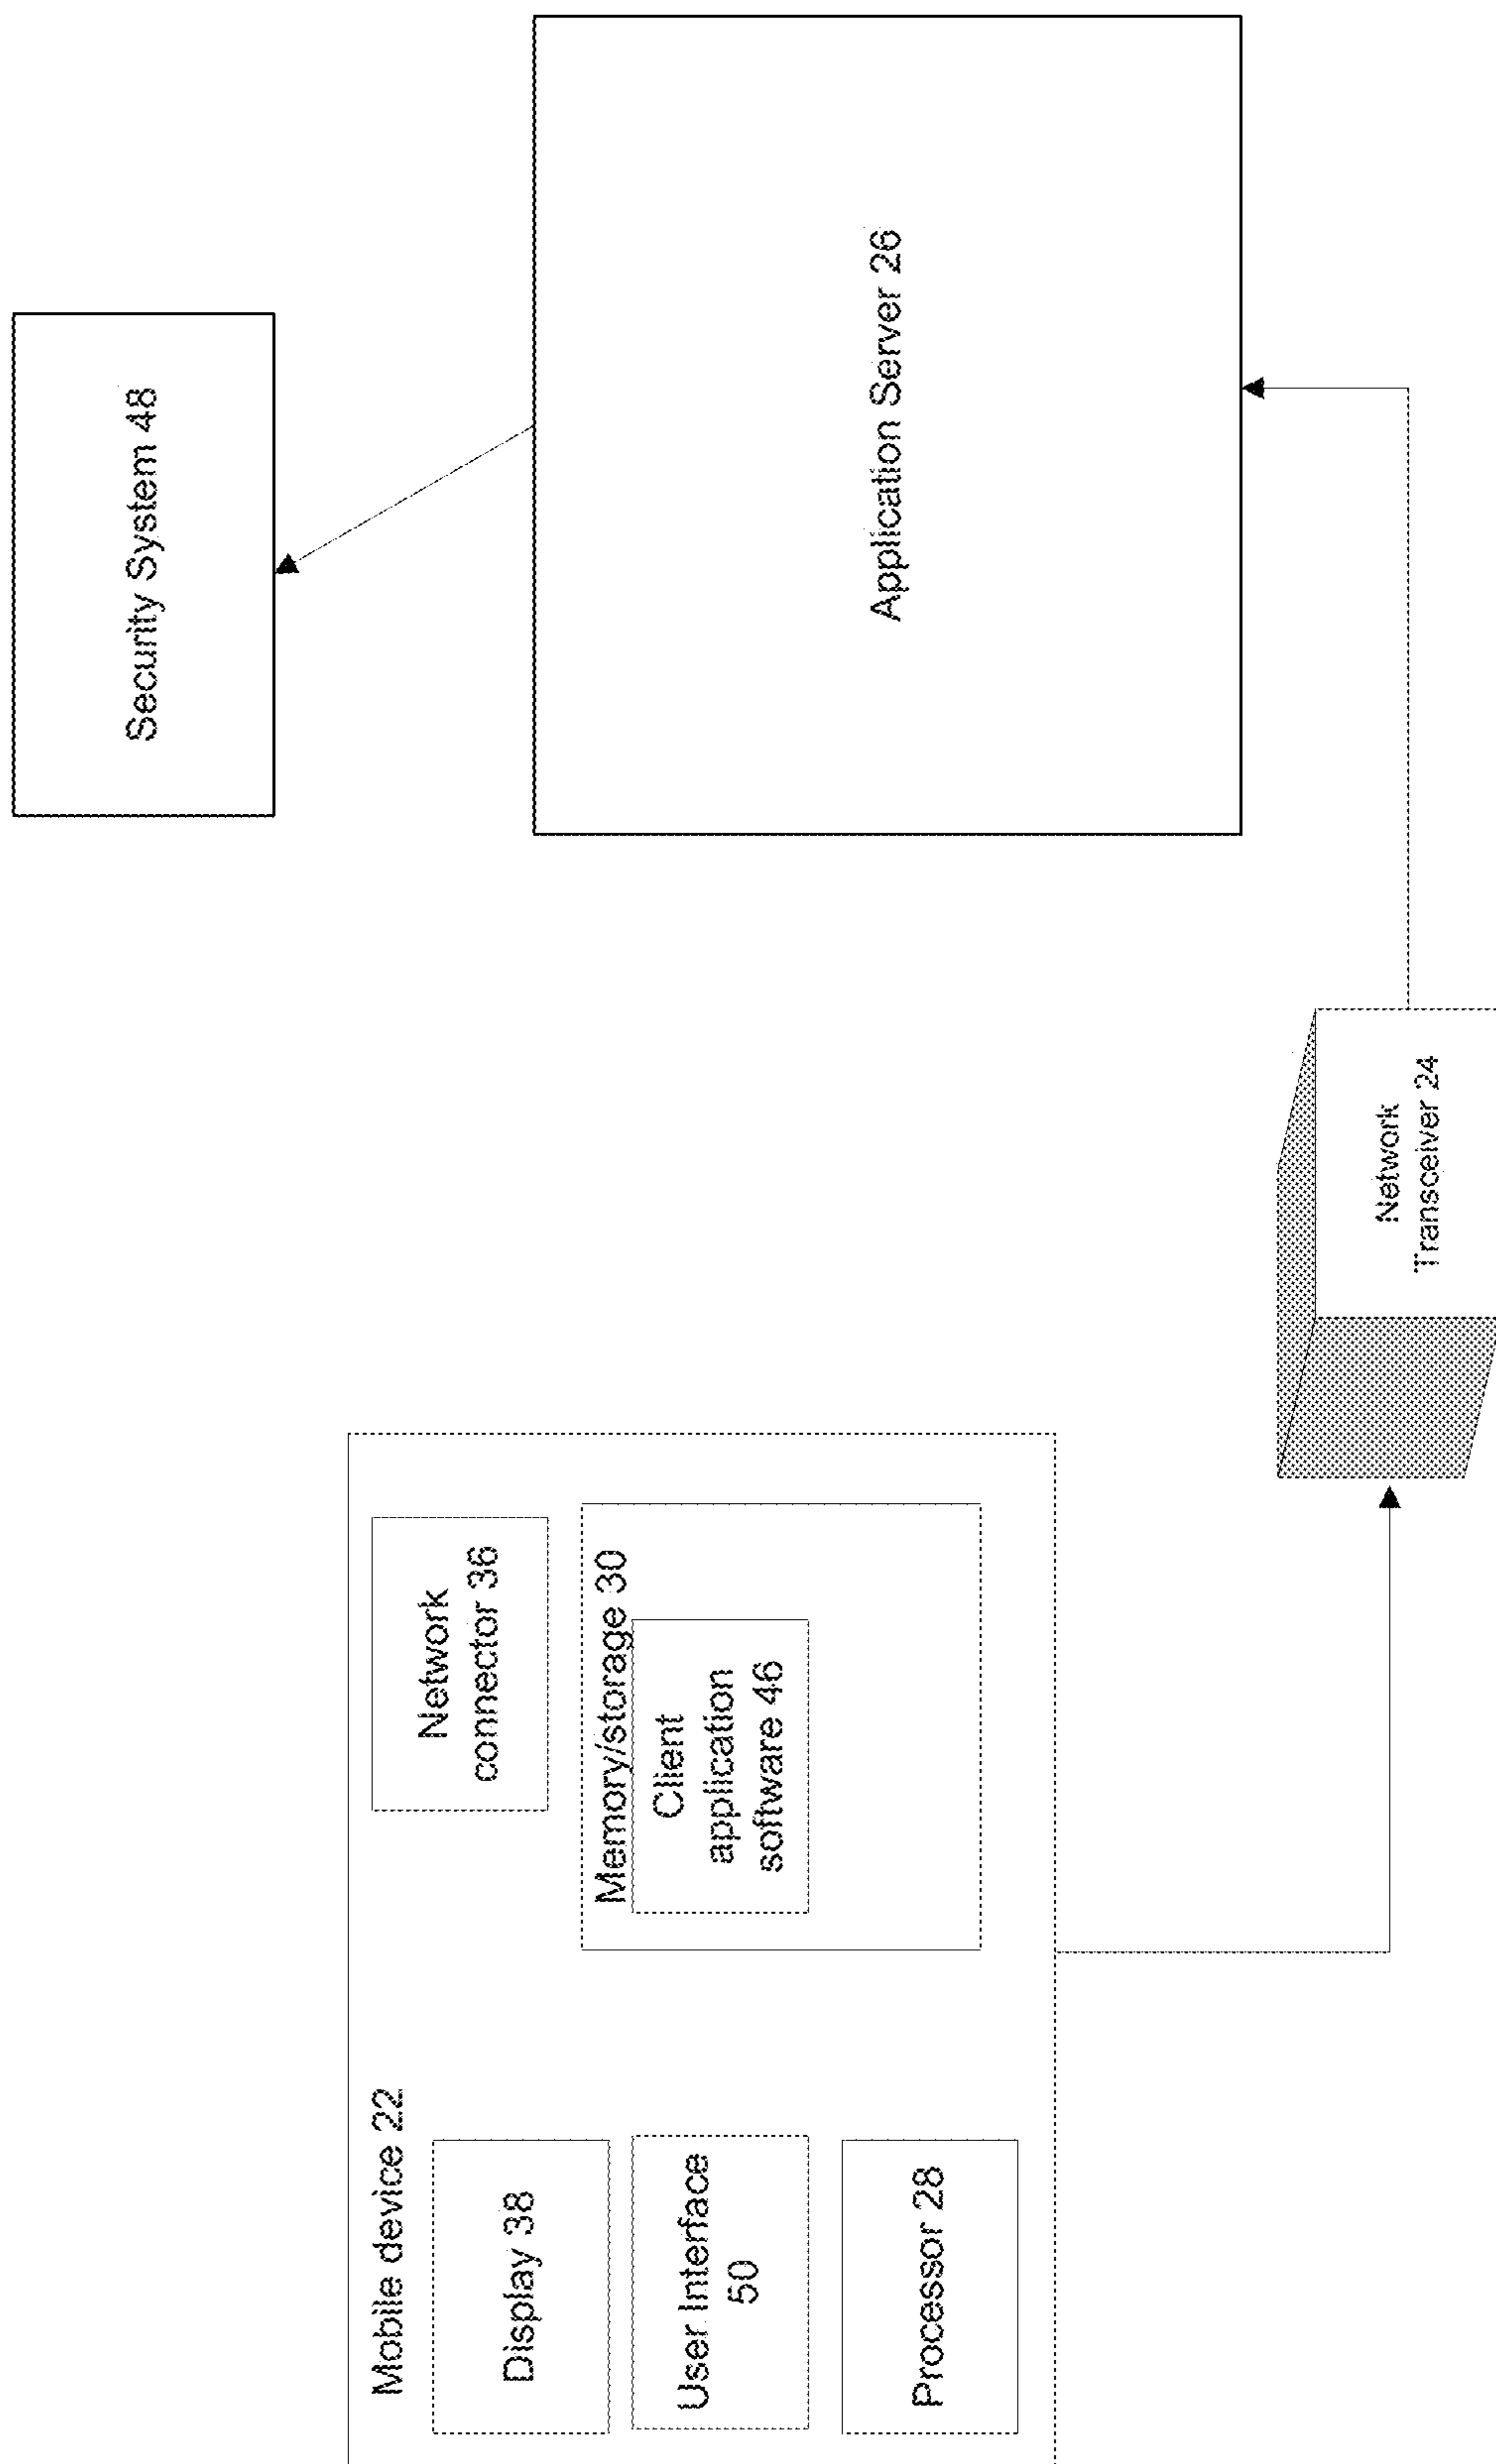 Mobile device 22
Display 38
User Interface
50
Processor 28
Network
connector 36
Memory/storage 30
Client
application
software 46
Network
Transceiver 24
Security System 48
Application Server 26